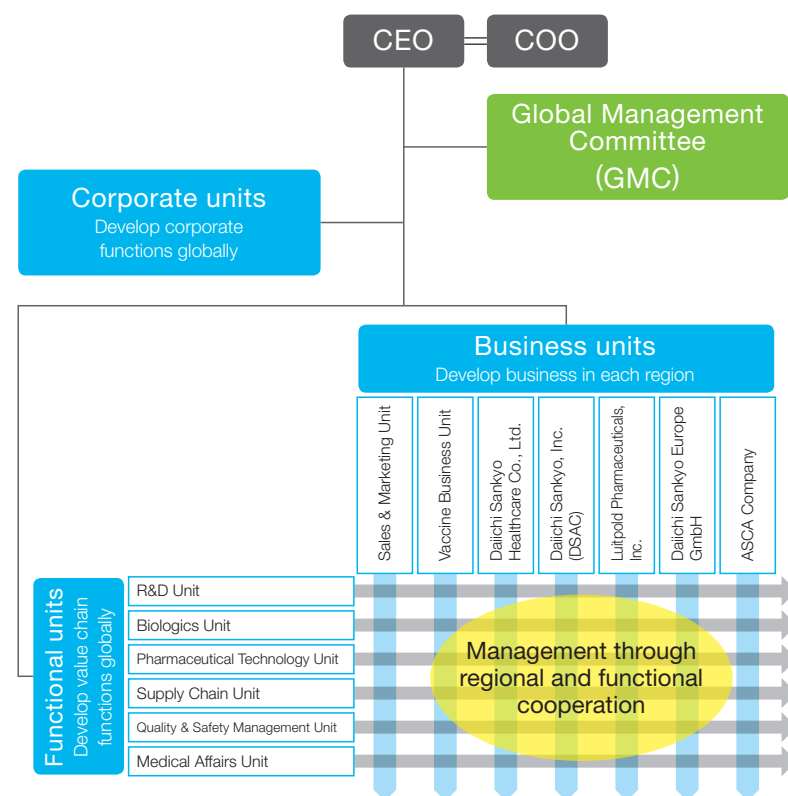 CEO
COO
Global Management
Committee
(GMC)
Corporate units
Develop corporate
functions globally
Business units
Develop business in each region
Sales & Marketing Unit
Vaccine Business Unit
Daiichi Sankyo
Healthcare Co., Ltd.
Daiichi Sankyo, Inc.
(DSAC)
Luitpold Pharmaceuticals,
Inc.
Daiichi Sankyo Europe
GmbH
ASCA Company
Functional units
Develop value chain
functions globally
R&D Unit
Biologics Unit
Pharmaceutical Technology Unit
Supply Chain Unit
Quality & Safety Management Unit
Medical Affairs Unit
Management through
regional and functional
cooperation